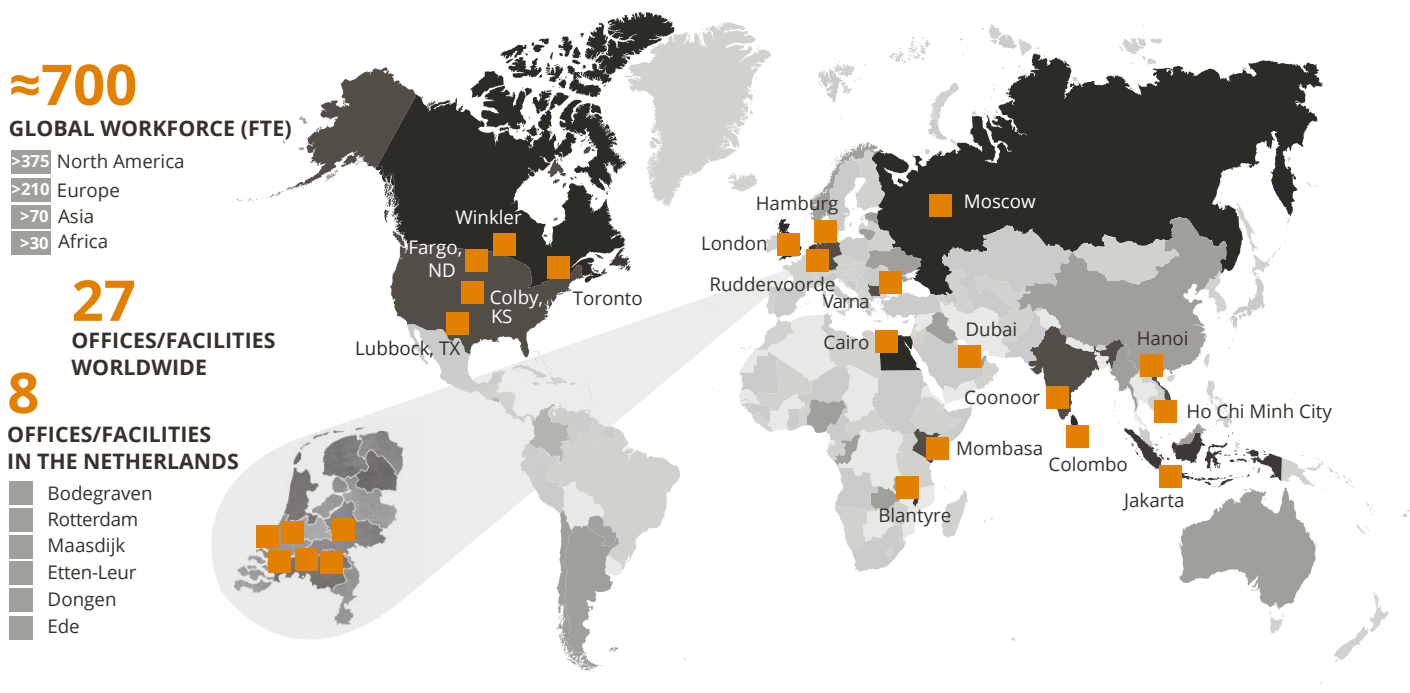 ≈700
GLOBAL WORKFORCE (FTE)
>375 North America
>210 Europe
>70 Asia
>30 Africa
27
OFFICES/FACILITIES
WORLDWIDE
8
OFFICES/FACILITIES
IN THE NETHERLANDS
Bodegraven
Rotterdam
Maasdijk
Etten-Leur
Dongen
Ede
Winkler
Fargo,
ND
Colby,
KS
Toronto
Lubbock, TX
Hamburg
London
Ruddervoorde
Varna
Moscow
Cairo
Dubai
Hanoi
Coonoor
Ho Chi Minh City
Mombasa
Colombo
Jakarta
Blantyre